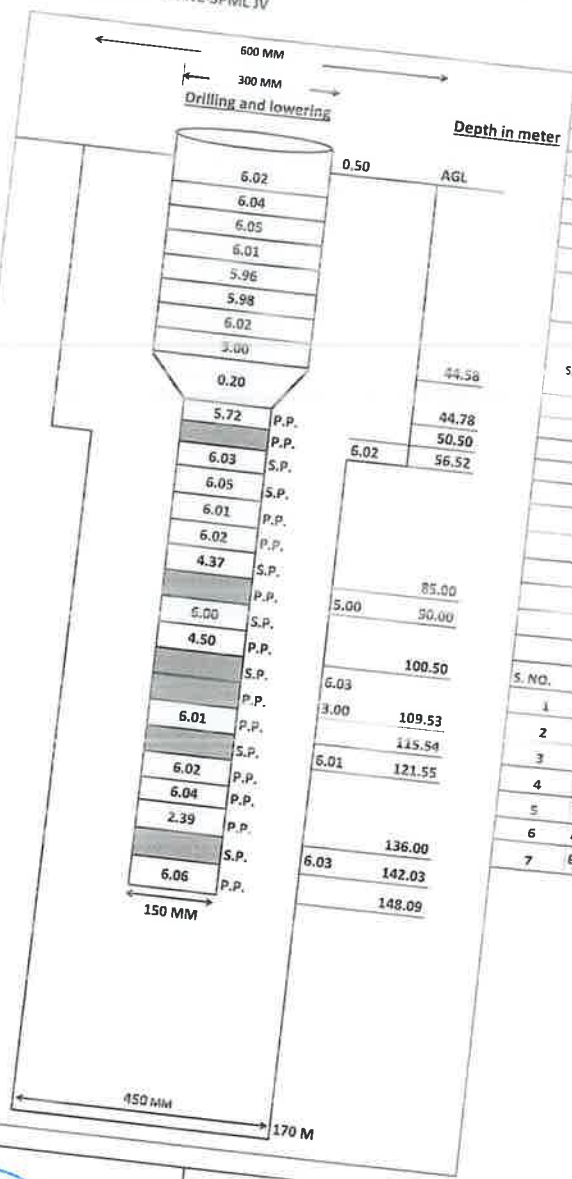 SPML JV
600 MM
300 MM
Drilling and lowering
Depth in meter
0.50 AGL
6.02
6.04
6.05
6.01
5.96
5.98
6.02
3.00
0.20 44.58
5.72 P.P. 44.78
P.P. 50.50
6.03 S.P. 6.02 56.52
6.05 S.P.
6.01 P.P.
6.02 P.P.
4.37 S.P. 85.00
P.P. 5.00 90.00
6.00 S.P.
4.50 P.P. 100.50
S.P. 6.03
P.P. 3.00 109.53
6.01 P.P. 115.54
S.P. 6.01 121.55
6.02 P.P.
6.04 P.P.
2.39 P.P. 136.00
S.P. 6.03 142.03
6.06 P.P. 148.09
150 MM
450 MM
170 M
S. NO.
1
2
3
4
5
6
7